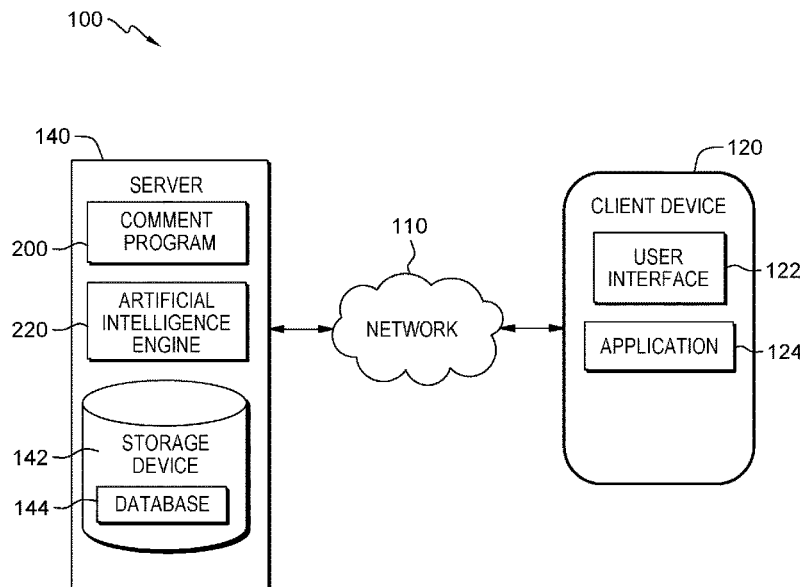 100
140
SERVER
COMMENT
PROGRAM
200
ARTIFICIAL
INTELLIGENCE
ENGINE
220
STORAGE
DEVICE
142
DATABASE
144
110
NETWORK
120
CLIENT DEVICE
USER
INTERFACE
122
APPLICATION
124